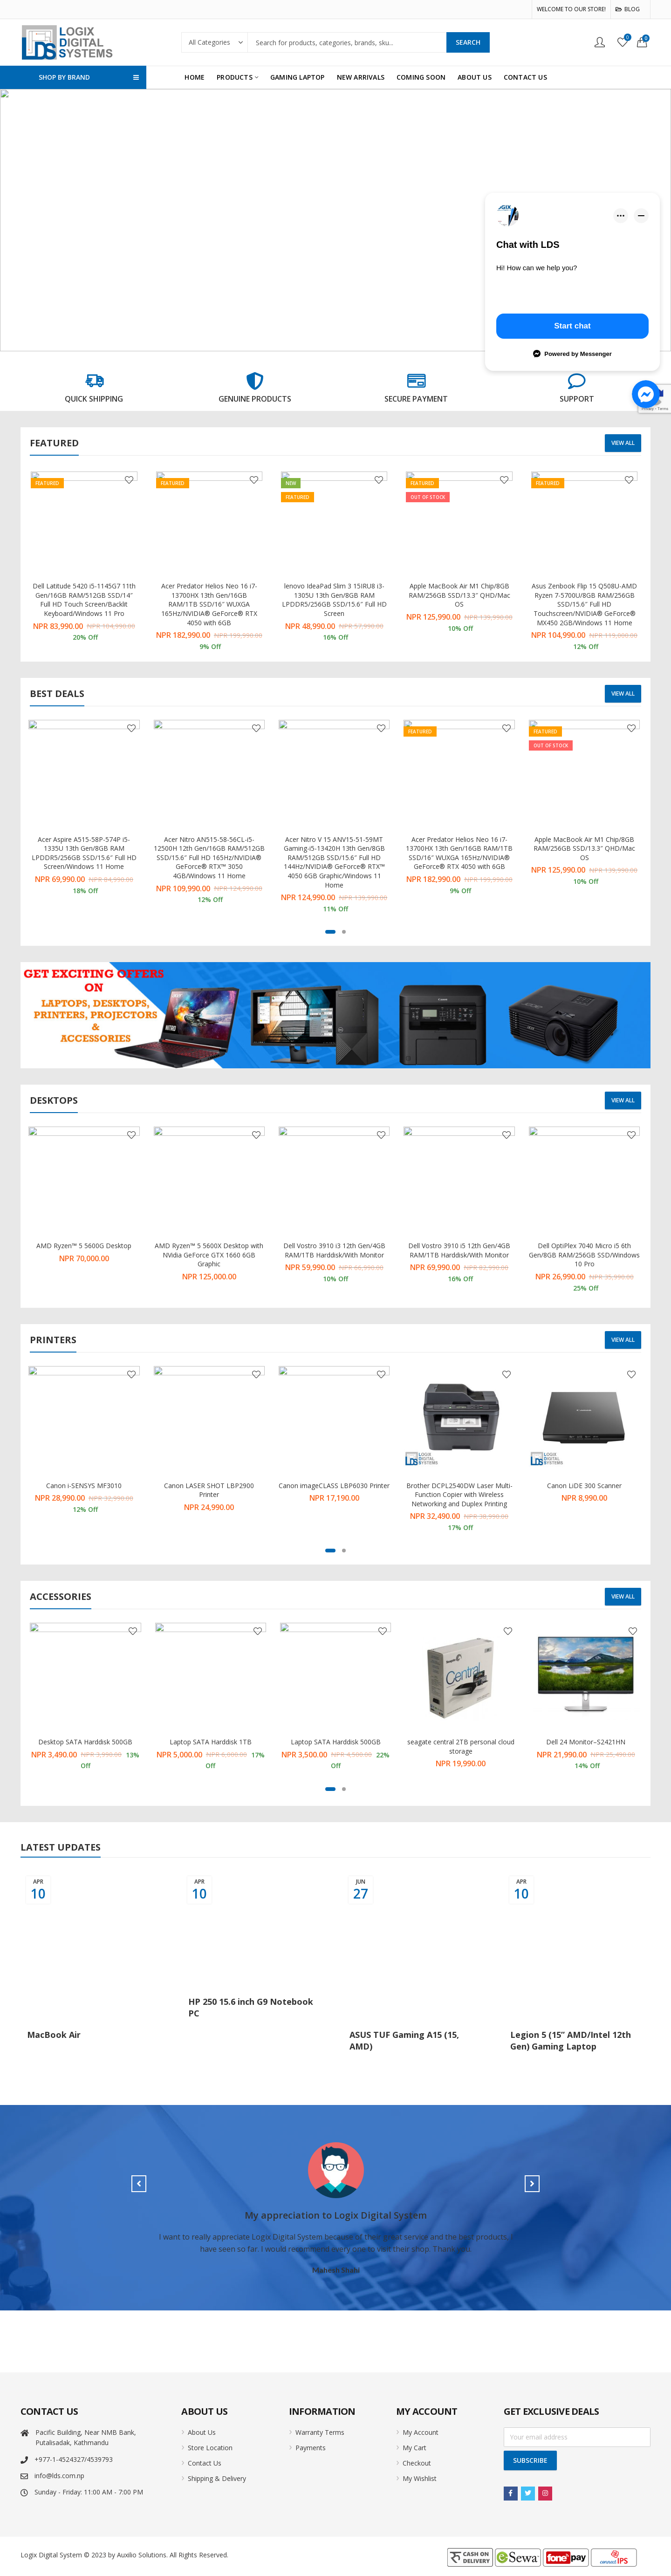 WELCOME TO OUR STORE!
BLOG
LOGIX
DIGITAL
SYSTEMS
All Categories
Search for products, categories, brands, sku...
SEARCH
0
0
SHOP BY BRAND
HOME
PRODUCTS
GAMING LAPTOP
NEW ARRIVALS
COMING SOON
ABOUT US
CONTACT US
Chat with LDS
Hi! How can we help you?
Start chat
Powered by Messenger
Privacy - Terms
QUICK SHIPPING
GENUINE PRODUCTS
SECURE PAYMENT
SUPPORT
FEATURED
VIEW ALL
FEATURED
Dell Latitude 5420 i5-1145G7 11th
Gen/16GB RAM/512GB SSD/14″
Full HD Touch Screen/Backlit
Keyboard/Windows 11 Pro
NPR 83,990.00 NPR 104,990.00
20% Off
FEATURED
Acer Predator Helios Neo 16 i7-
13700HX 13th Gen/16GB
RAM/1TB SSD/16″ WUXGA
165Hz/NVIDIA® GeForce® RTX
4050 with 6GB
NPR 182,990.00 NPR 199,990.00
9% Off
NEW
FEATURED
lenovo IdeaPad Slim 3 15IRU8 i3-
1305U 13th Gen/8GB RAM
LPDDR5/256GB SSD/15.6″ Full HD
Screen
NPR 48,990.00 NPR 57,990.00
16% Off
FEATURED
OUT OF STOCK
Apple MacBook Air M1 Chip/8GB
RAM/256GB SSD/13.3″ QHD/Mac
OS
NPR 125,990.00 NPR 139,990.00
10% Off
FEATURED
Asus Zenbook Flip 15 Q508U-AMD
Ryzen 7-5700U/8GB RAM/256GB
SSD/15.6″ Full HD
Touchscreen/NVIDIA® GeForce®
MX450 2GB/Windows 11 Home
NPR 104,990.00 NPR 119,000.00
12% Off
BEST DEALS
VIEW ALL
Acer Aspire A515-58P-574P i5-
1335U 13th Gen/8GB RAM
LPDDR5/256GB SSD/15.6″ Full HD
Screen/Windows 11 Home
NPR 69,990.00 NPR 84,990.00
18% Off
Acer Nitro AN515-58-56CL-i5-
12500H 12th Gen/16GB RAM/512GB
SSD/15.6″ Full HD 165Hz/NVIDIA®
GeForce® RTX™ 3050
4GB/Windows 11 Home
NPR 109,990.00 NPR 124,990.00
12% Off
Acer Nitro V 15 ANV15-51-59MT
Gaming-i5-13420H 13th Gen/8GB
RAM/512GB SSD/15.6″ Full HD
144Hz/NVIDIA® GeForce® RTX™
4050 6GB Graphic/Windows 11
Home
NPR 124,990.00 NPR 139,990.00
11% Off
FEATURED
Acer Predator Helios Neo 16 i7-
13700HX 13th Gen/16GB RAM/1TB
SSD/16″ WUXGA 165Hz/NVIDIA®
GeForce® RTX 4050 with 6GB
NPR 182,990.00 NPR 199,990.00
9% Off
FEATURED
OUT OF STOCK
Apple MacBook Air M1 Chip/8GB
RAM/256GB SSD/13.3″ QHD/Mac
OS
NPR 125,990.00 NPR 139,990.00
10% Off
GET EXCITING OFFERS
ON
LAPTOPS, DESKTOPS,
PRINTERS, PROJECTORS
&
ACCESSORIES
DESKTOPS
VIEW ALL
AMD Ryzen™ 5 5600G Desktop
NPR 70,000.00
AMD Ryzen™ 5 5600X Desktop with
NVidia GeForce GTX 1660 6GB
Graphic
NPR 125,000.00
Dell Vostro 3910 i3 12th Gen/4GB
RAM/1TB Harddisk/With Monitor
NPR 59,990.00 NPR 66,990.00
10% Off
Dell Vostro 3910 i5 12th Gen/4GB
RAM/1TB Harddisk/With Monitor
NPR 69,990.00 NPR 82,990.00
16% Off
Dell OptiPlex 7040 Micro i5 6th
Gen/8GB RAM/256GB SSD/Windows
10 Pro
NPR 26,990.00 NPR 35,990.00
25% Off
PRINTERS
VIEW ALL
Canon i-SENSYS MF3010
NPR 28,990.00 NPR 32,990.00
12% Off
Canon LASER SHOT LBP2900
Printer
NPR 24,990.00
Canon imageCLASS LBP6030 Printer
NPR 17,190.00
LOGIX
DIGITAL
SYSTEMS
Brother DCPL2540DW Laser Multi-
Function Copier with Wireless
Networking and Duplex Printing
NPR 32,490.00 NPR 38,990.00
17% Off
LOGIX
DIGITAL
SYSTEMS
Canon LiDE 300 Scanner
NPR 8,990.00
ACCESSORIES
VIEW ALL
Desktop SATA Harddisk 500GB
NPR 3,490.00 NPR 3,990.00 13%
Off
Laptop SATA Harddisk 1TB
NPR 5,000.00 NPR 6,000.00 17%
Off
Laptop SATA Harddisk 500GB
NPR 3,500.00 NPR 4,500.00 22%
Off
Central
seagate central 2TB personal cloud
storage
NPR 19,990.00
Dell 24 Monitor–S2421HN
NPR 21,990.00 NPR 25,490.00
14% Off
LATEST UPDATES
APR
10
MacBook Air
APR
10
HP 250 15.6 inch G9 Notebook
PC
JUN
27
ASUS TUF Gaming A15 (15,
AMD)
APR
10
Legion 5 (15” AMD/Intel 12th
Gen) Gaming Laptop
My appreciation to Logix Digital System
I want to really appreciate Logix Digital System because of their great service and the best products
have seen so far. I would recommend every one to visit their shop. Thank you
Mahesh Shahi
CONTACT US
Pacific Building, Near NMB Bank,
Putalisadak, Kathmandu
+977-1-4524327/4539793
info@lds.com.np
Sunday - Friday: 11:00 AM - 7:00 PM
ABOUT US
About Us
Store Location
Contact Us
Shipping & Delivery
INFORMATION
Warranty Terms
Payments
MY ACCOUNT
My Account
My Cart
Checkout
My Wishlist
GET EXCLUSIVE DEALS
Your email address
SUBSCRIBE
Logix Digital System © 2023 by Auxilio Solutions. All Rights Reserved.
CASH ON
DELIVERY
eSewa
fonepay
connect IPS